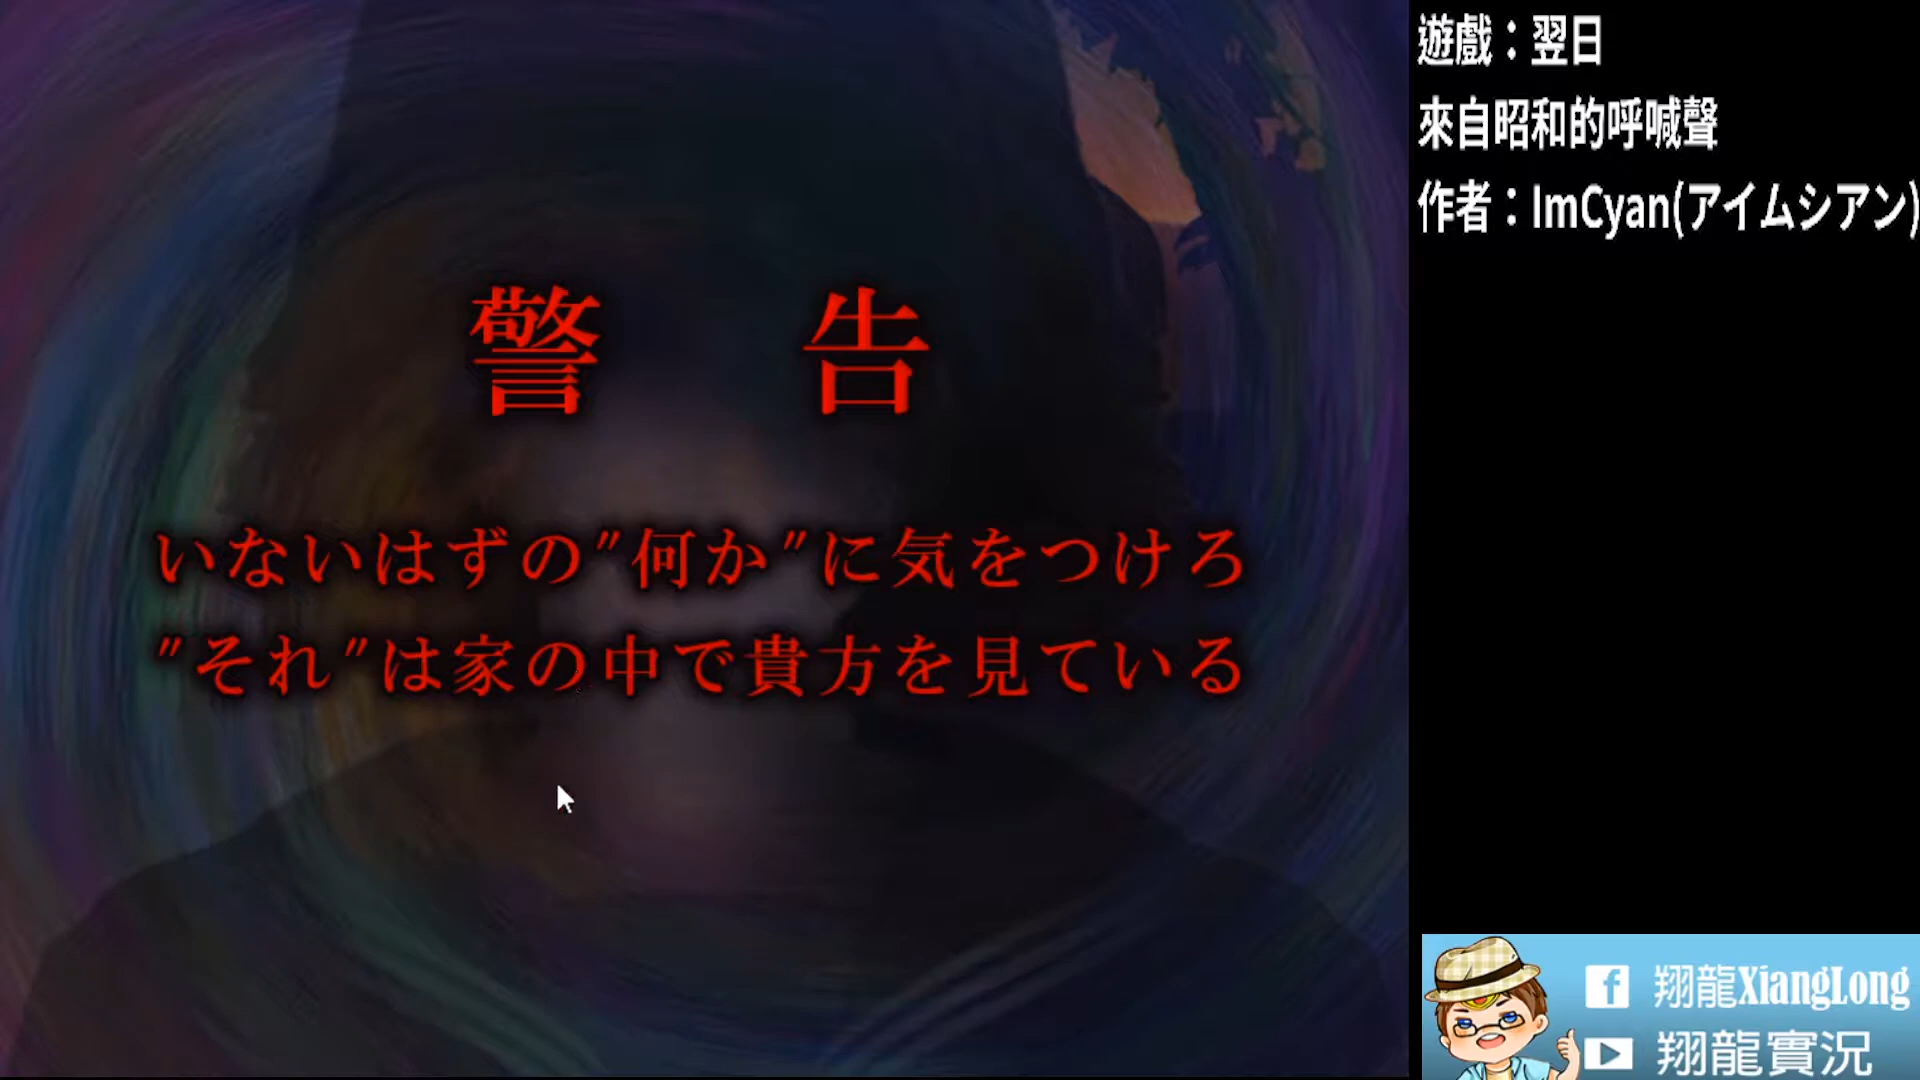 警告
いないはずの"何か"に気をつけろ
"それ"は家の中で貴方を見ている
遊戲：翌日
來自昭和的呼喊聲
作者：ImCyan(アイムシアン)
翔龍XiangLong
翔龍實況